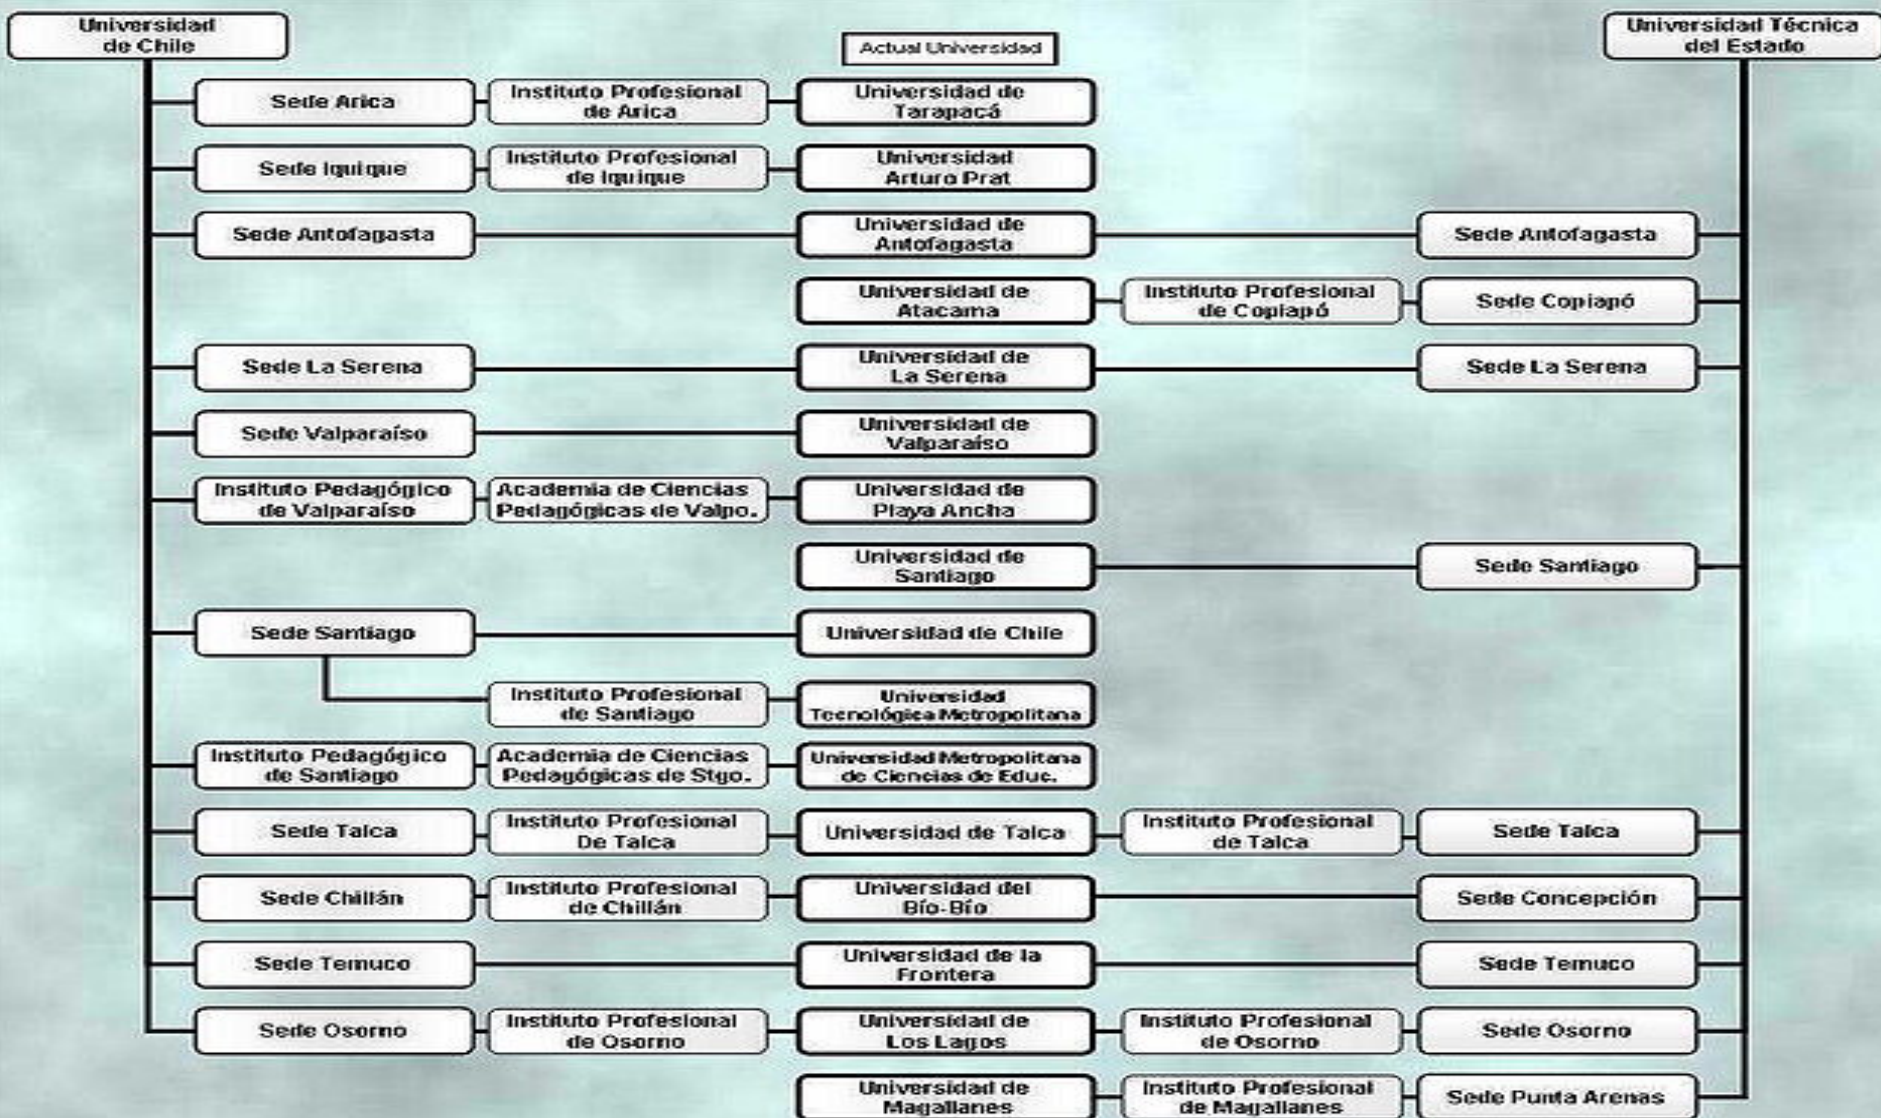 Universidad
de Chile
Actual Universidad
Universidad Técnica
del Estado
Sede Arica
Instituto Profesional
de Arica
Universidad de
Tarapacá
Sede Iquique
Instituto Profesional
de Iquique
Universidad
Arturo Prat
Sede Antofagasta
Universidad de
Antofagasta
Sede Antofagasta
Universidad de
Atacama
Instituto Profesional
de Copiapó
Sede Copiapó
Sede La Serena
Universidad de
La Serena
Sede La Serena
Sede Valparaíso
Universidad de
Valparaíso
Instituto Pedagógico
de Valparaíso
Academia de Ciencias
Pedagógicas de Valpo.
Universidad de
Playa Ancha
Universidad de
Santiago
Sede Santiago
Sede Santiago
Universidad de Chile
Instituto Profesional
de Santiago
Universidad
Tecnológica Metropolitana
Instituto Pedagógico
de Santiago
Academia de Ciencias
Pedagógicas de Stgo.
Universidad Metropolitana
de Ciencias de Educ.
Sede Talca
Instituto Profesional
De Talca
Universidad de Talca
Instituto Profesional
de Talca
Sede Talca
Sede Chillán
Instituto Profesional
de Chillán
Universidad del
Bío-Bío
Sede Concepción
Sede Temuco
Universidad de la
Frontera
Sede Temuco
Sede Osorno
Instituto Profesional
de Osorno
Universidad de
Los Lagos
Instituto Profesional
de Osorno
Sede Osorno
Universidad de
Magallanes
Instituto Profesional
de Magallanes
Sede Punta Arenas